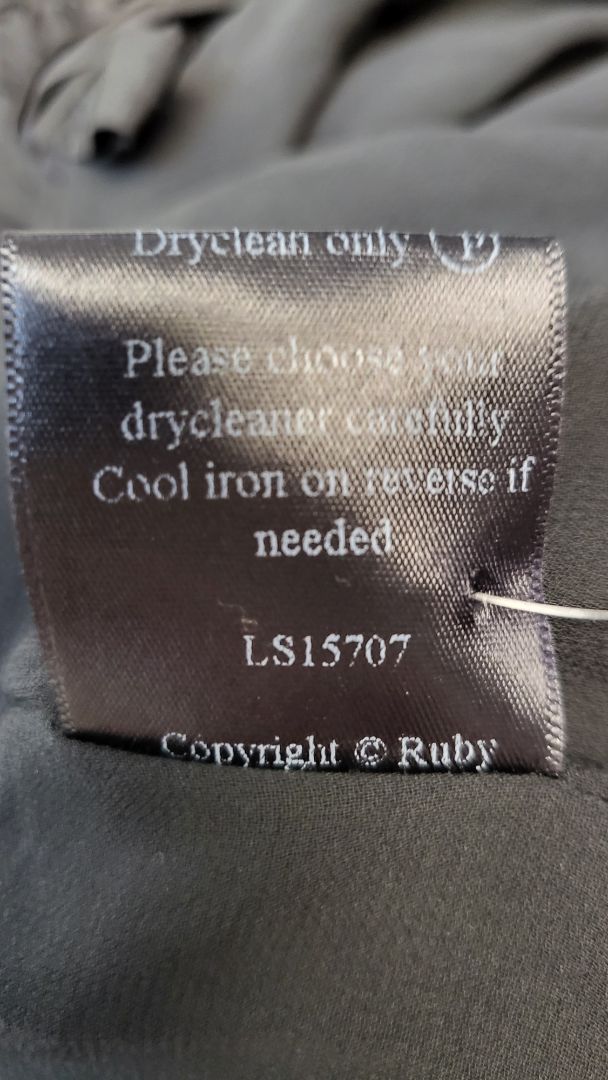 Dryclean only Ⓟ
Please choose your
drycleaner carefully
Cool iron on reverse if
needed
LS15707
Copyright © Ruby